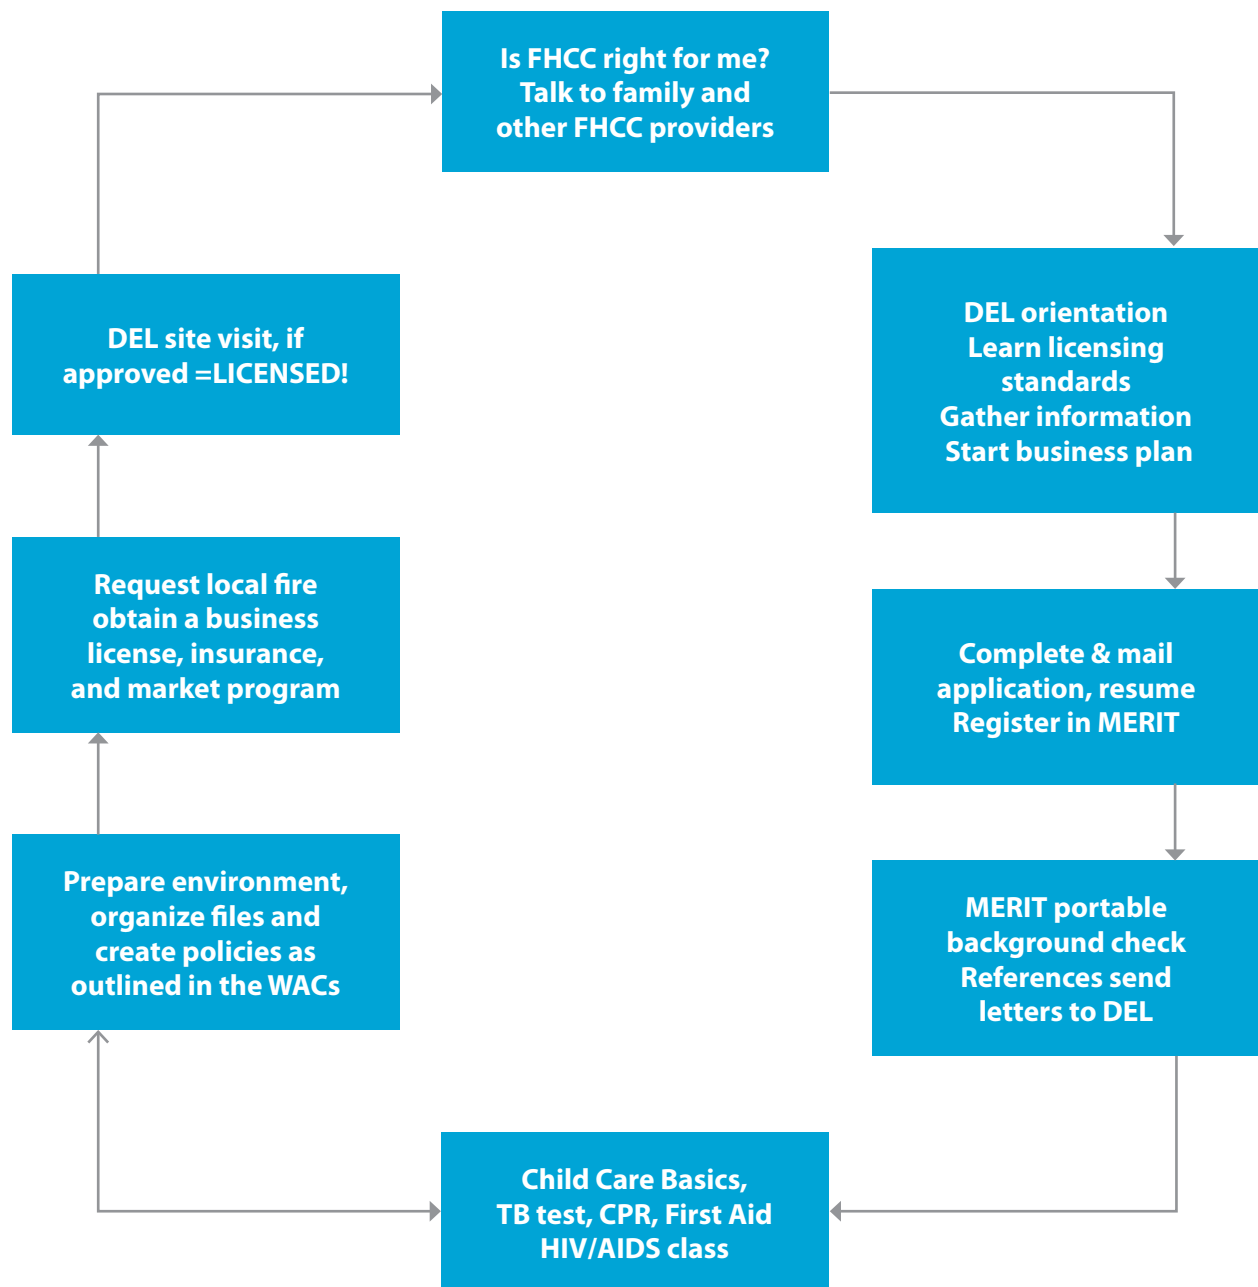 Is FHCC right for me?
Talk to family and
other FHCC providers
DEL orientation
Learn licensing
standards
Gather information
Start business plan
Complete & mail
application, resume
Register in MERIT
MERIT portable
background check
References send
letters to DEL
Child Care Basics,
TB test, CPR, First Aid
HIV/AIDS class
Prepare environment,
organize files and
create policies as
outlined in the WACs
Request local fire
obtain a business
license, insurance,
and market program
DEL site visit, if
approved =LICENSED!